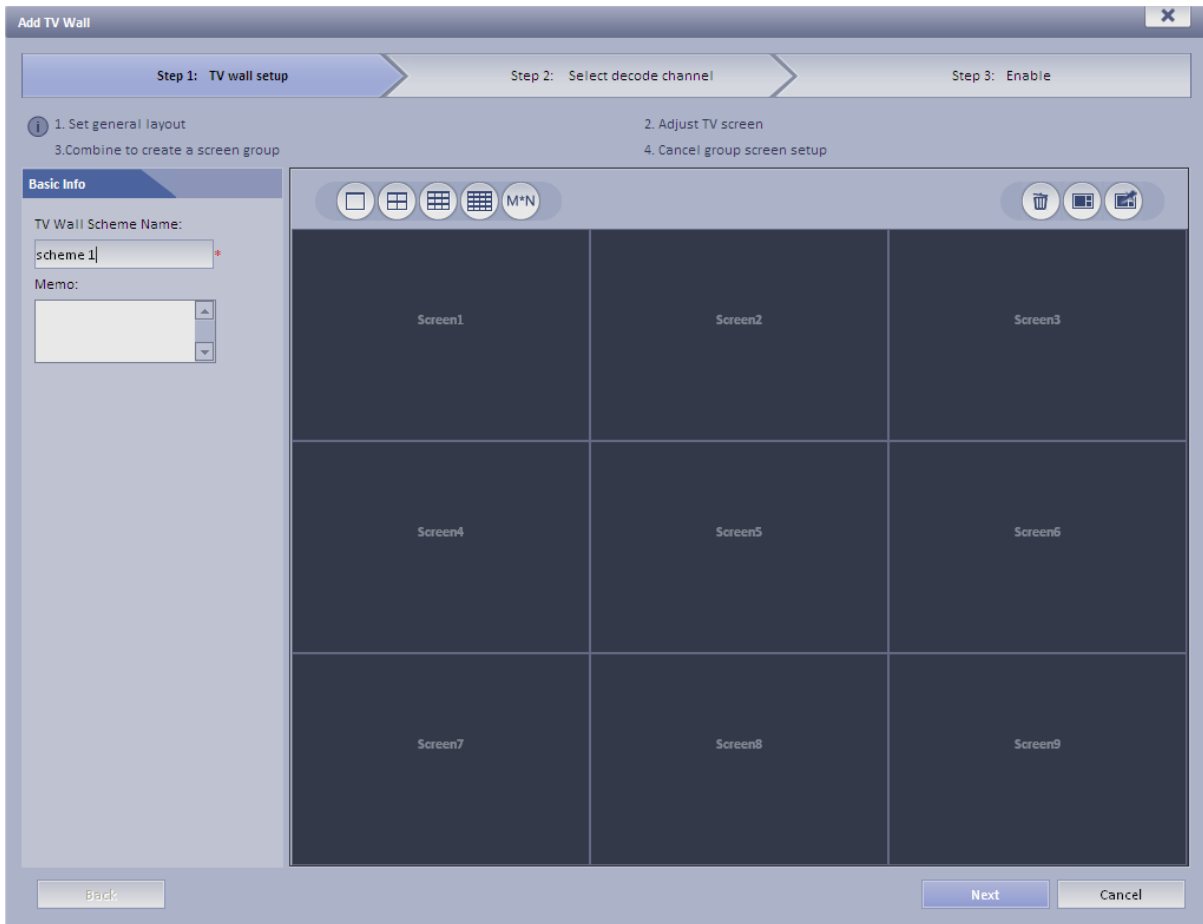 Add TV Wall
Step 1: TV wall setup
Step 2: Select decode channel
Step 3: Enable
1. Set general layout
2. Adjust TV screen
3.Combine to create a screen group
4. Cancel group screen setup
Basic Info
M*N
TV Wall Scheme Name:
scheme 1
*
Memo:
Screen1
Screen2
Screen3
Screen4
Screen5
Screen6
Screen7
Screen8
Screen9
Back
Next
Cancel